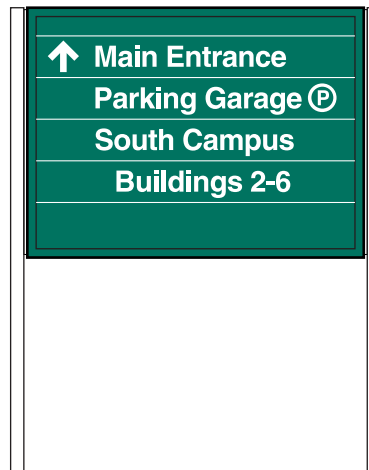 ↑ Main Entrance
Parking Garage Ⓟ
South Campus
Buildings 2-6